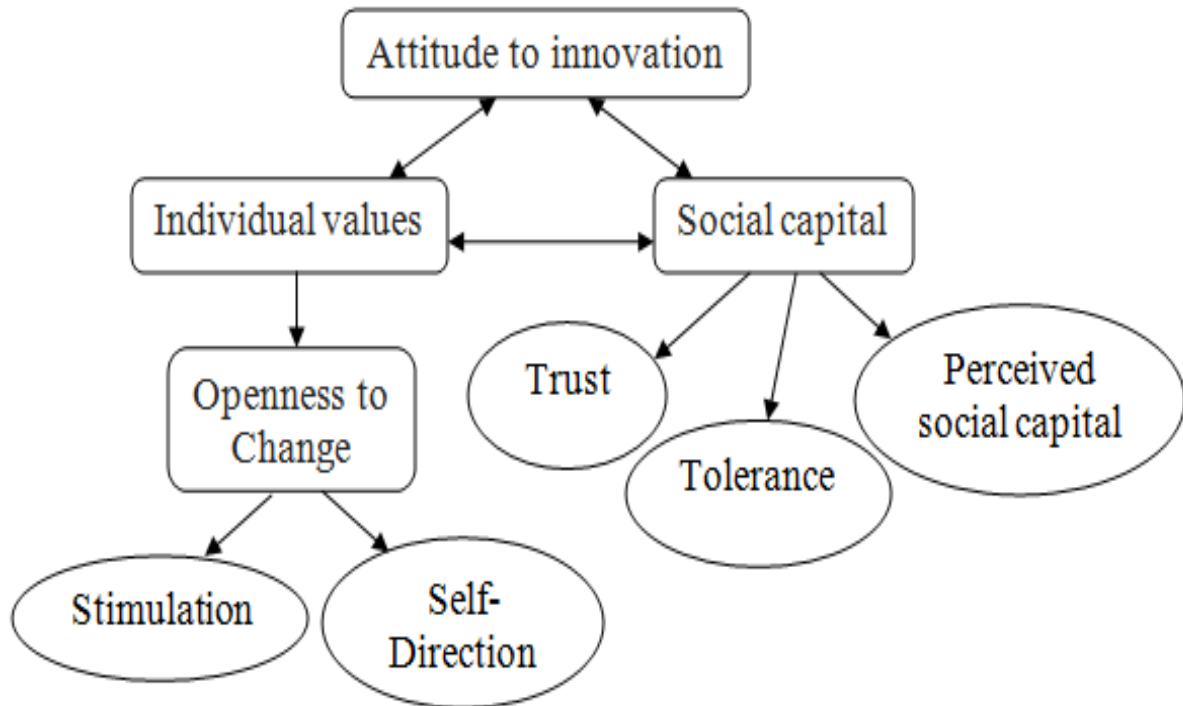 Attitude to innovation
Individual values
Social capital
Openness to
Change
Trust
Tolerance
Perceived
social capital
Stimulation
Self-
Direction